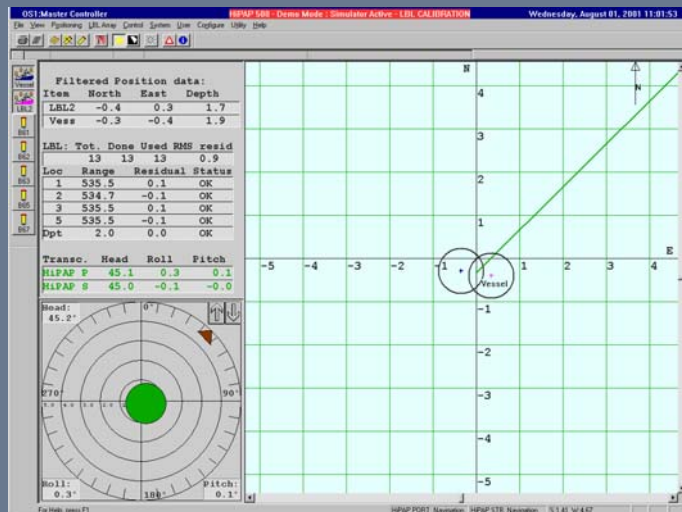 OS1:Master Controller HiPAP 500 - Demo Mode : Simulator Active - LBL CALIBRATION Wednesday, August 01, 2001 11:01:53
File View Positioning LBL Array Control System User Configure Utility Help
Vessel
LBL2
B61
B62
B63
B65
B67
Filtered Position data:
Item North East Depth
LBL2 -0.4 0.3 1.7
Vess -0.3 -0.4 1.9
LBL: Tot. Done Used RMS resid
13 13 13 0.9
Loc Range Residual Status
1 535.5 0.1 OK
2 534.7 -0.1 OK
3 535.5 0.1 OK
5 535.5 -0.1 OK
Dpt 2.0 0.0 OK
Transc. Head Roll Pitch
HiPAP P 45.1 0.3 0.1
HiPAP S 45.0 -0.1 -0.0
Head:
45.2°
0°
270°
90°
180°
Roll:
0.3°
Pitch:
0.1°
N
N
4
3
2
1
E
-5 -4 -3 -2 -1 1 2 3 4
Vessel
-1
-2
-3
-4
-5
For Help, press F1 HiPAP PORT Navigation HiPAP STB Navigation S:1.41 W:4.67